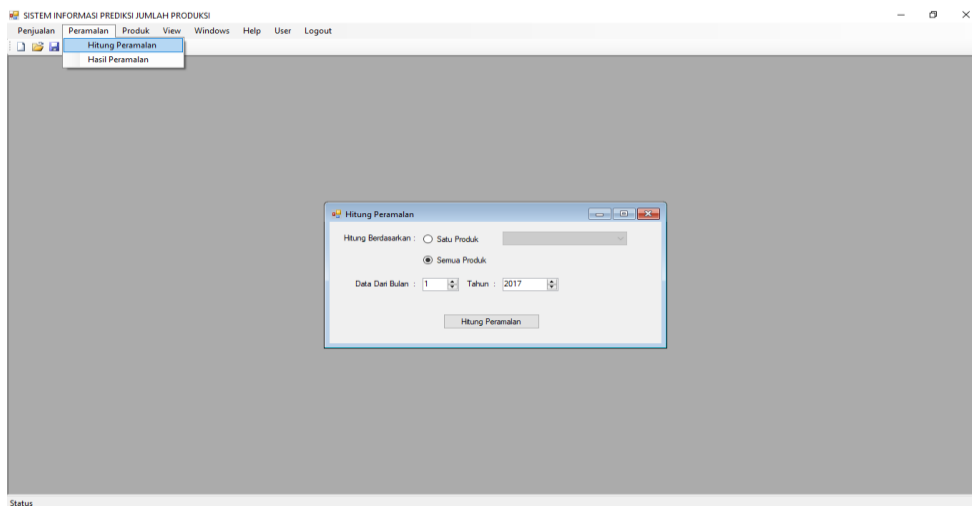 SISTEM INFORMASI PREDIKSI JUMLAH PRODUKSI
Penjualan Peramalan Produk View Windows Help User Logout
Hitung Peramalan
Hasil Peramalan
Hitung Peramalan
Hitung Berdasarkan : Satu Produk
Semua Produk
Data Dari Bulan : 1 Tahun : 2017
Hitung Peramalan
Status